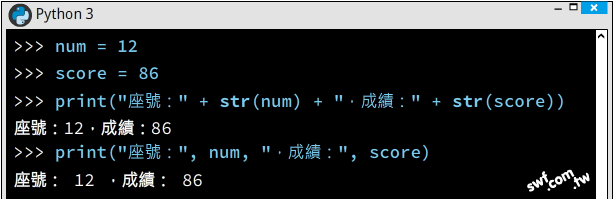 Python 3
>>> num = 12
>>> score = 86
>>> print("座號：" + str(num) + "，成績：" + str(score))
座號：12，成績：86
>>> print("座號：", num, "，成績：", score)
座號： 12 ，成績： 86
swf.com.tw